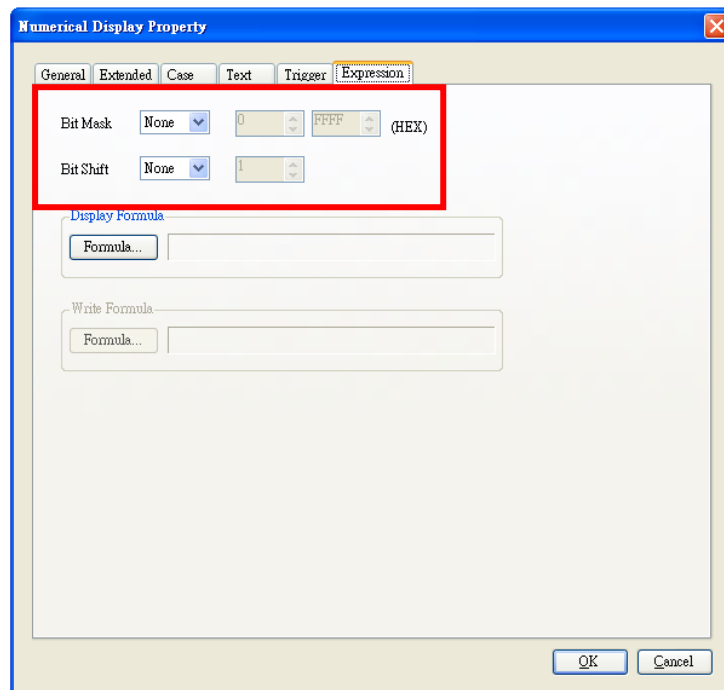 Numerical Display Property
General Extended Case Text Trigger Expression
Bit Mask None 0 FFFF (HEX)
Bit Shift None 1
Display Formula
Formula...
Write Formula
Formula...
OK Cancel